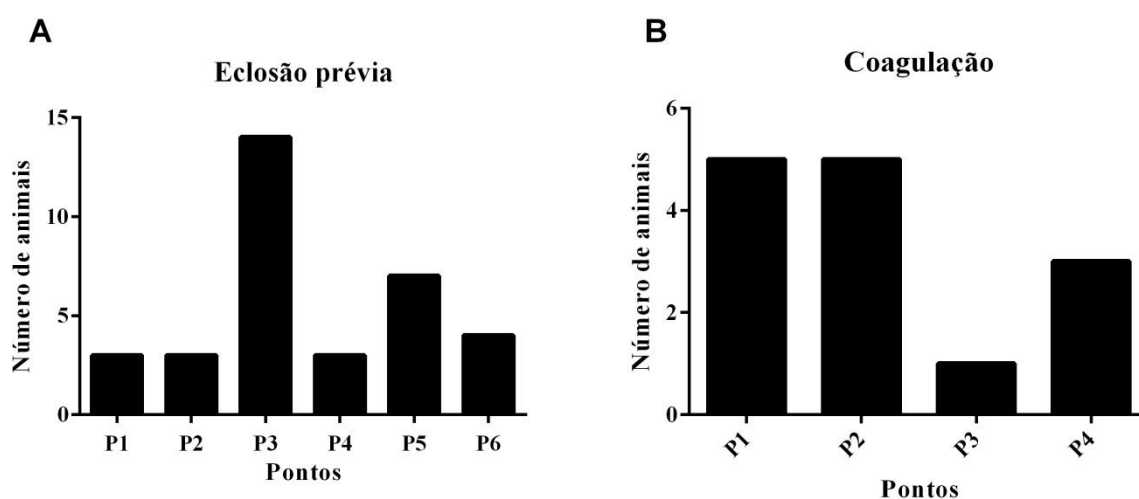 A
Eclosão prévia
Número de animais
15
10
5
0
P1 P2 P3 P4 P5 P6
Pontos
B
Coagulação
Número de animais
6
4
2
0
P1 P2 P3 P4
Pontos